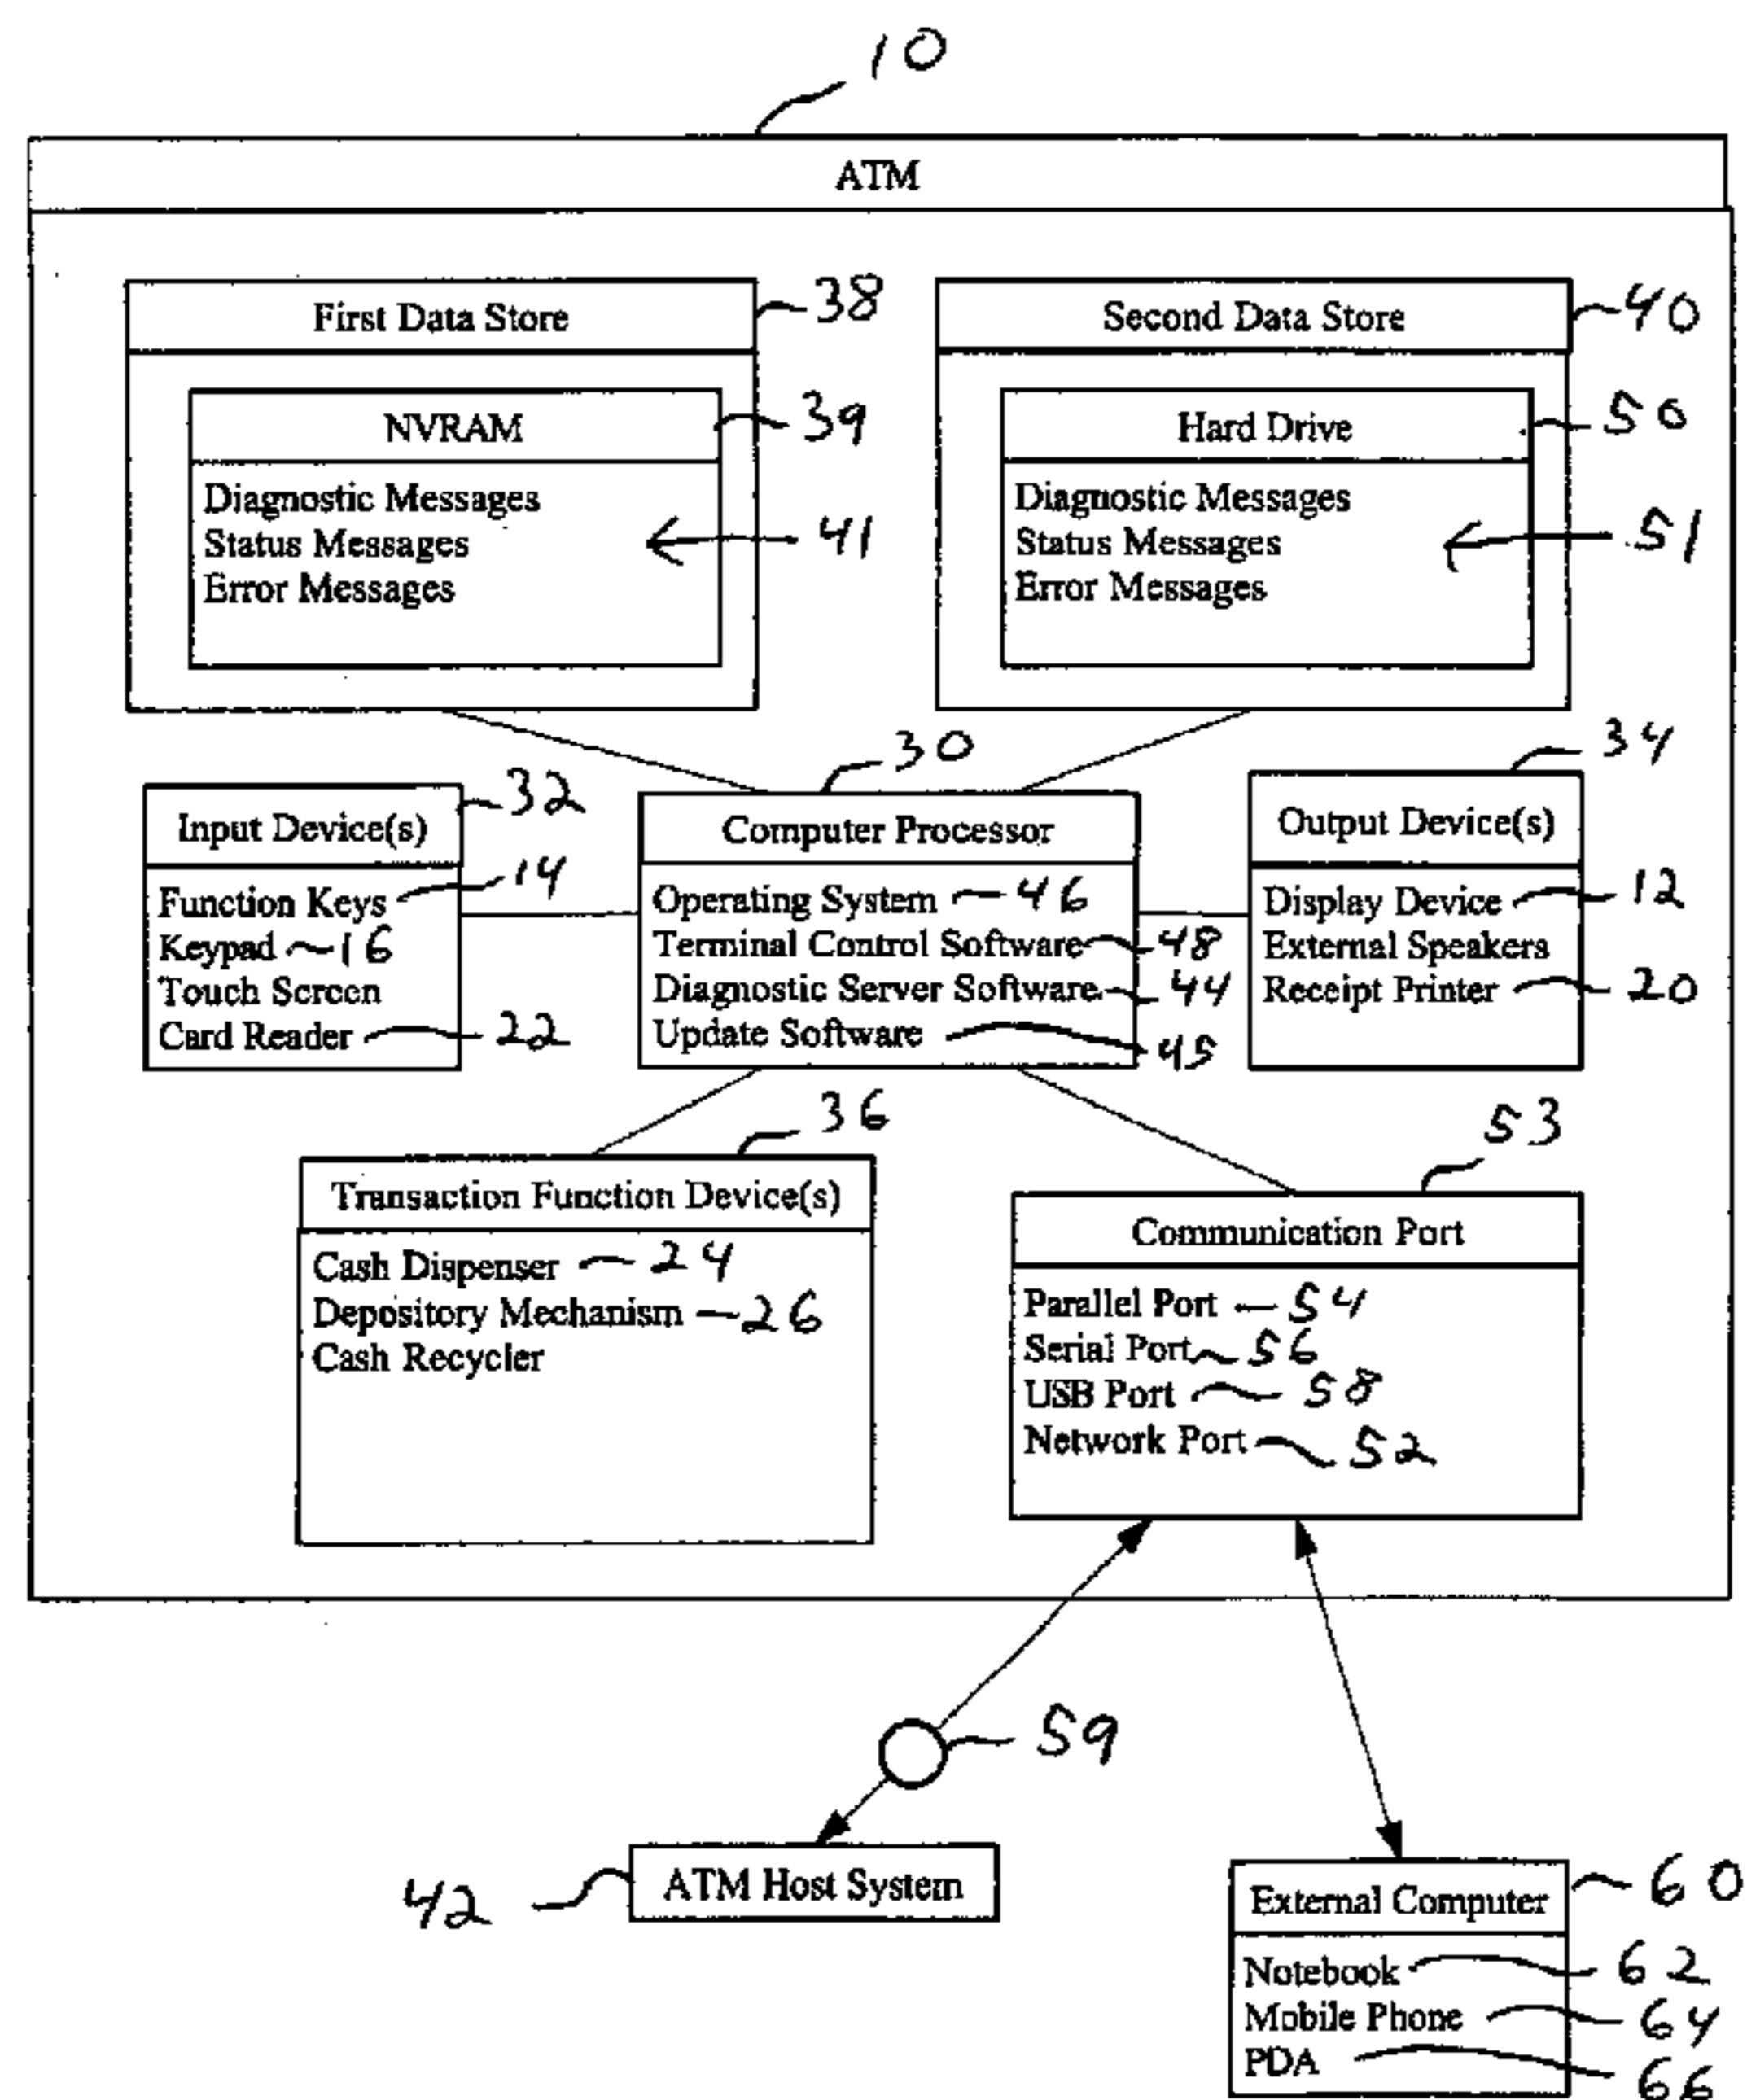 10
ATM
First Data Store 38
Second Data Store 40
NVRAM 39
Diagnostic Messages
Status Messages 41
Error Messages
Hard Drive 50
Diagnostic Messages
Status Messages 51
Error Messages
30
34
Input Device(s) 32
Function Keys 14
Keypad 16
Touch Screen
Card Reader 22
Computer Processor
Operating System 46
Terminal Control Software 48
Diagnostic Server Software 44
Update Software 45
Output Device(s)
Display Device 12
External Speakers
Receipt Printer 20
36
Transaction Function Device(s)
Cash Dispenser 24
Depository Mechanism 26
Cash Recycler
53
Communication Port
Parallel Port 54
Serial Port 56
USB Port 58
Network Port 52
59
42 ATM Host System
External Computer 60
Notebook 62
Mobile Phone 64
PDA 66